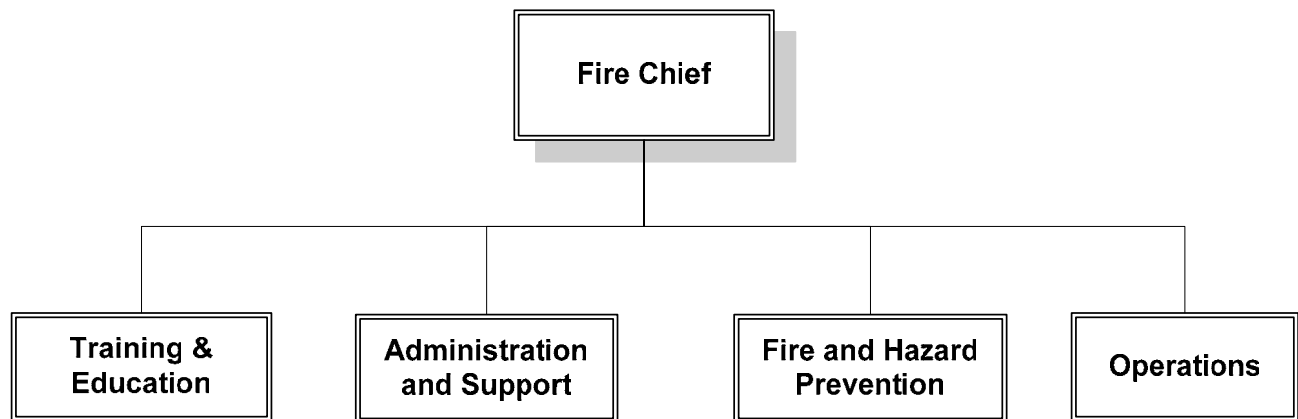 Fire Chief
Training &
Education
Administration
and Support
Fire and Hazard
Prevention
Operations